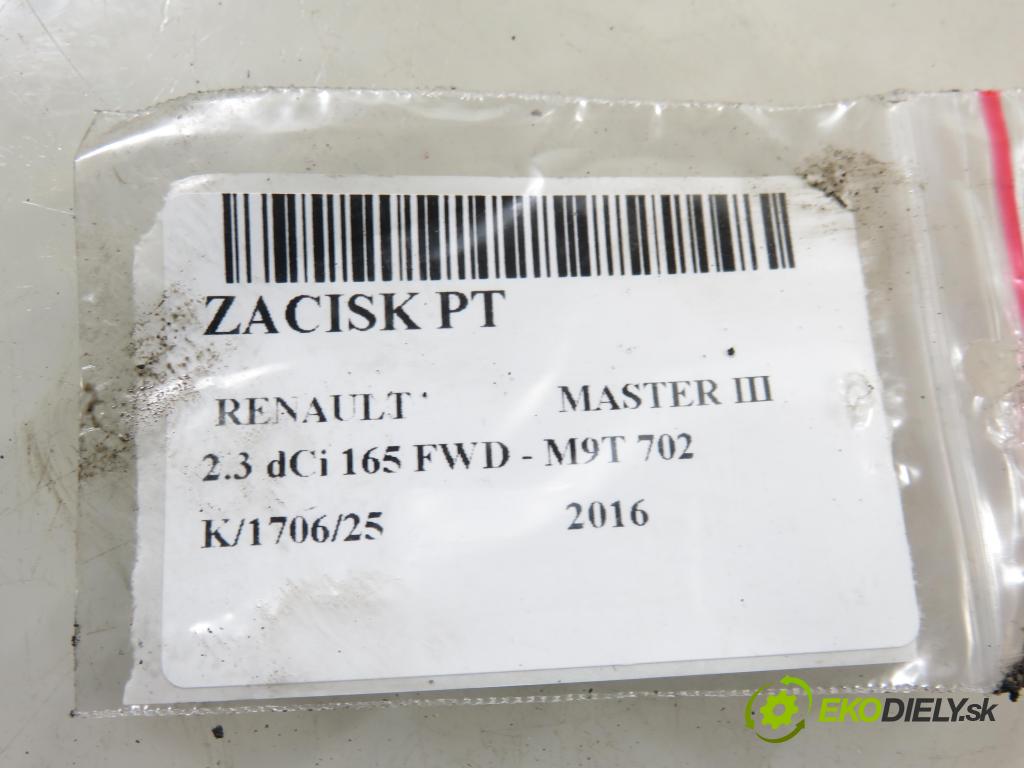 ZACISK PT
RENAULT MASTER III
2.3 dCi 165 FWD - M9T 702
K/1706/25 2016
EKODIELY.sk